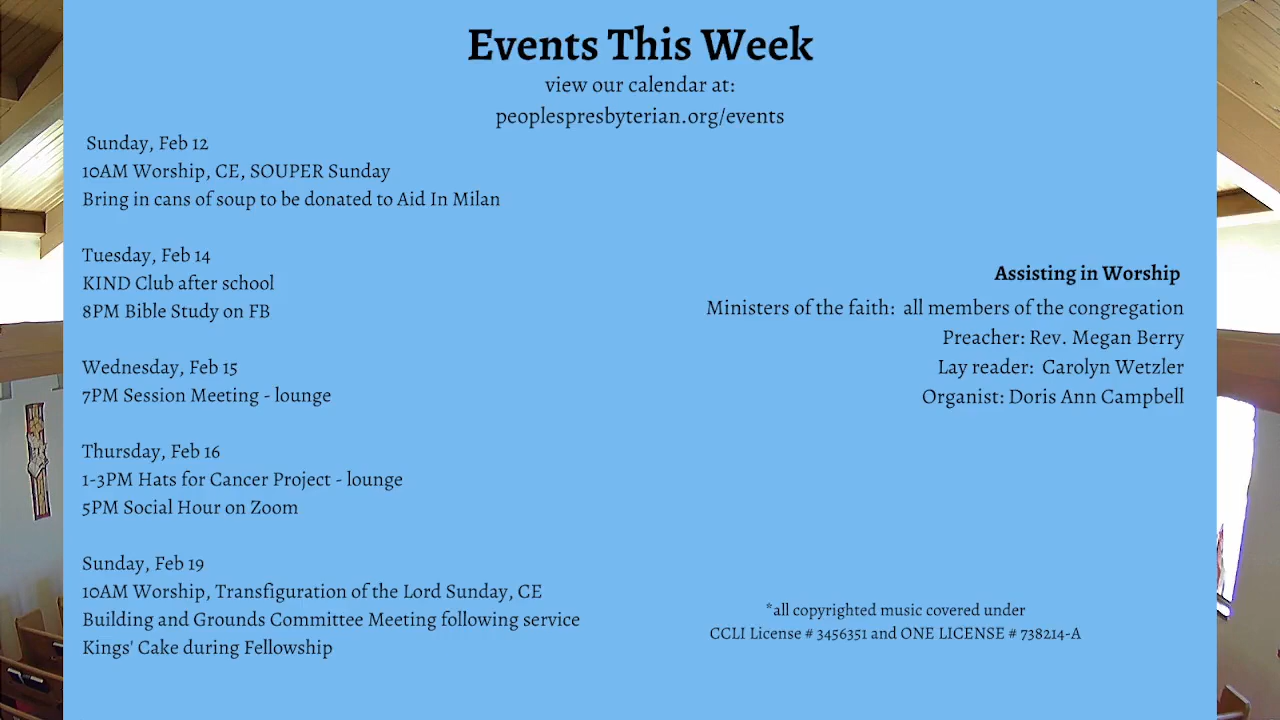 Events This Week
view our calendar at:
peoplespresbyterian.org/events
Sunday, Feb 12
10AM Worship, CE, SOUPER Sunday
Bring in cans of soup to be donated to Aid In Milan
Tuesday, Feb 14
KIND Club after school
8PM Bible Study on FB
Wednesday, Feb 15
7PM Session Meeting - lounge
Thursday, Feb 16
1-3PM Hats for Cancer Project - lounge
5PM Social Hour on Zoom
Sunday, Feb 19
10AM Worship, Transfiguration of the Lord Sunday, CE
Building and Grounds Committee Meeting following service
Kings' Cake during Fellowship
Assisting in Worship
Ministers of the faith: all members of the congregation
Preacher: Rev. Megan Berry
Lay reader: Carolyn Wetzler
Organist: Doris Ann Campbell
*all copyrighted music covered under
CCLI License # 3456351 and ONE LICENSE # 738214-A